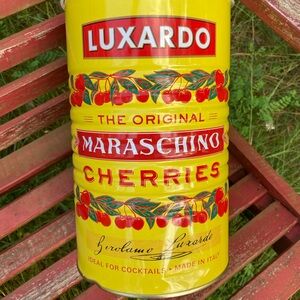 LUXARDO
THE ORIGINAL
MARASCHINO
CHERRIES
Girolamo Luxardo
IDEAL FOR COCKTAILS • MADE IN ITALY